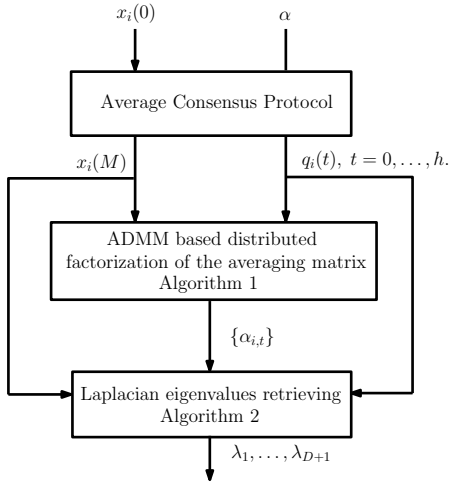 x_i(0) α
Average Consensus Protocol
x_i(M) q_i(t), t = 0, . . . , h.
ADMM based distributed
factorization of the averaging matrix
Algorithm 1
{α_{i,t}}
Laplacian eigenvalues retrieving
Algorithm 2
λ_1, . . . , λ_{D+1}